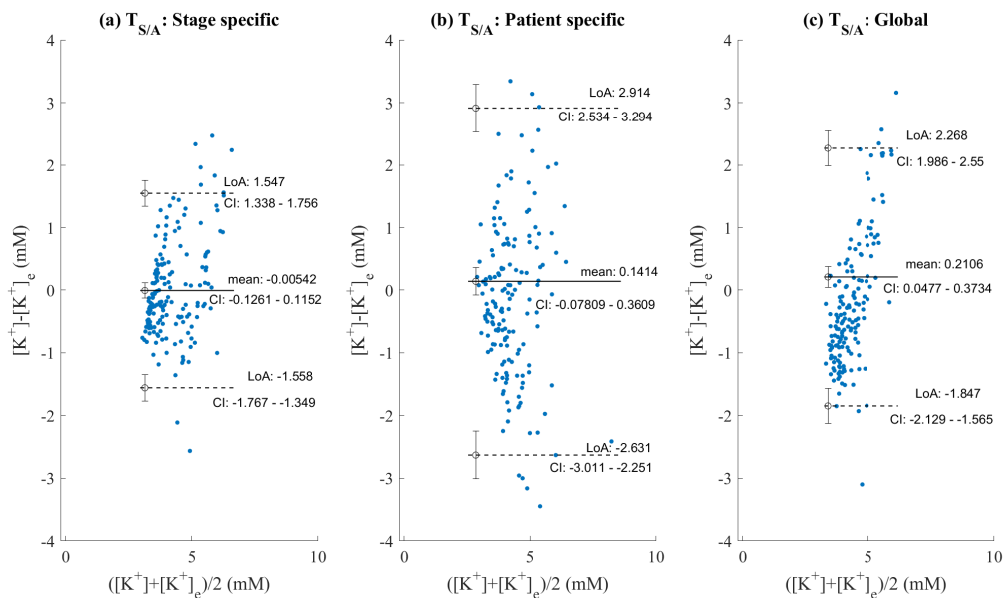 (a) T_S/A: Stage specific
4
3
2
1
0
-1
-2
-3
-4
[K⁺]-[K⁺]_e (mM)
LoA: 1.547
CI: 1.338 - 1.756
mean: -0.00542
CI: -0.1261 - 0.1152
LoA: -1.558
CI: -1.767 - -1.349
0
5
10
([K⁺]+[K⁺]_e)/2 (mM)
(b) T_S/A: Patient specific
4
3
2
1
0
-1
-2
-3
-4
[K⁺]-[K⁺]_e (mM)
LoA: 2.914
CI: 2.534 - 3.294
mean: 0.1414
CI: -0.07809 - 0.3609
LoA: -2.631
CI: -3.011 - -2.251
0
5
10
([K⁺]+[K⁺]_e)/2 (mM)
(c) T_S/A: Global
4
3
2
1
0
-1
-2
-3
-4
[K⁺]-[K⁺]_e (mM)
LoA: 2.268
CI: 1.986 - 2.55
mean: 0.2106
CI: 0.0477 - 0.3734
LoA: -1.847
CI: -2.129 - -1.565
0
5
10
([K⁺]+[K⁺]_e)/2 (mM)